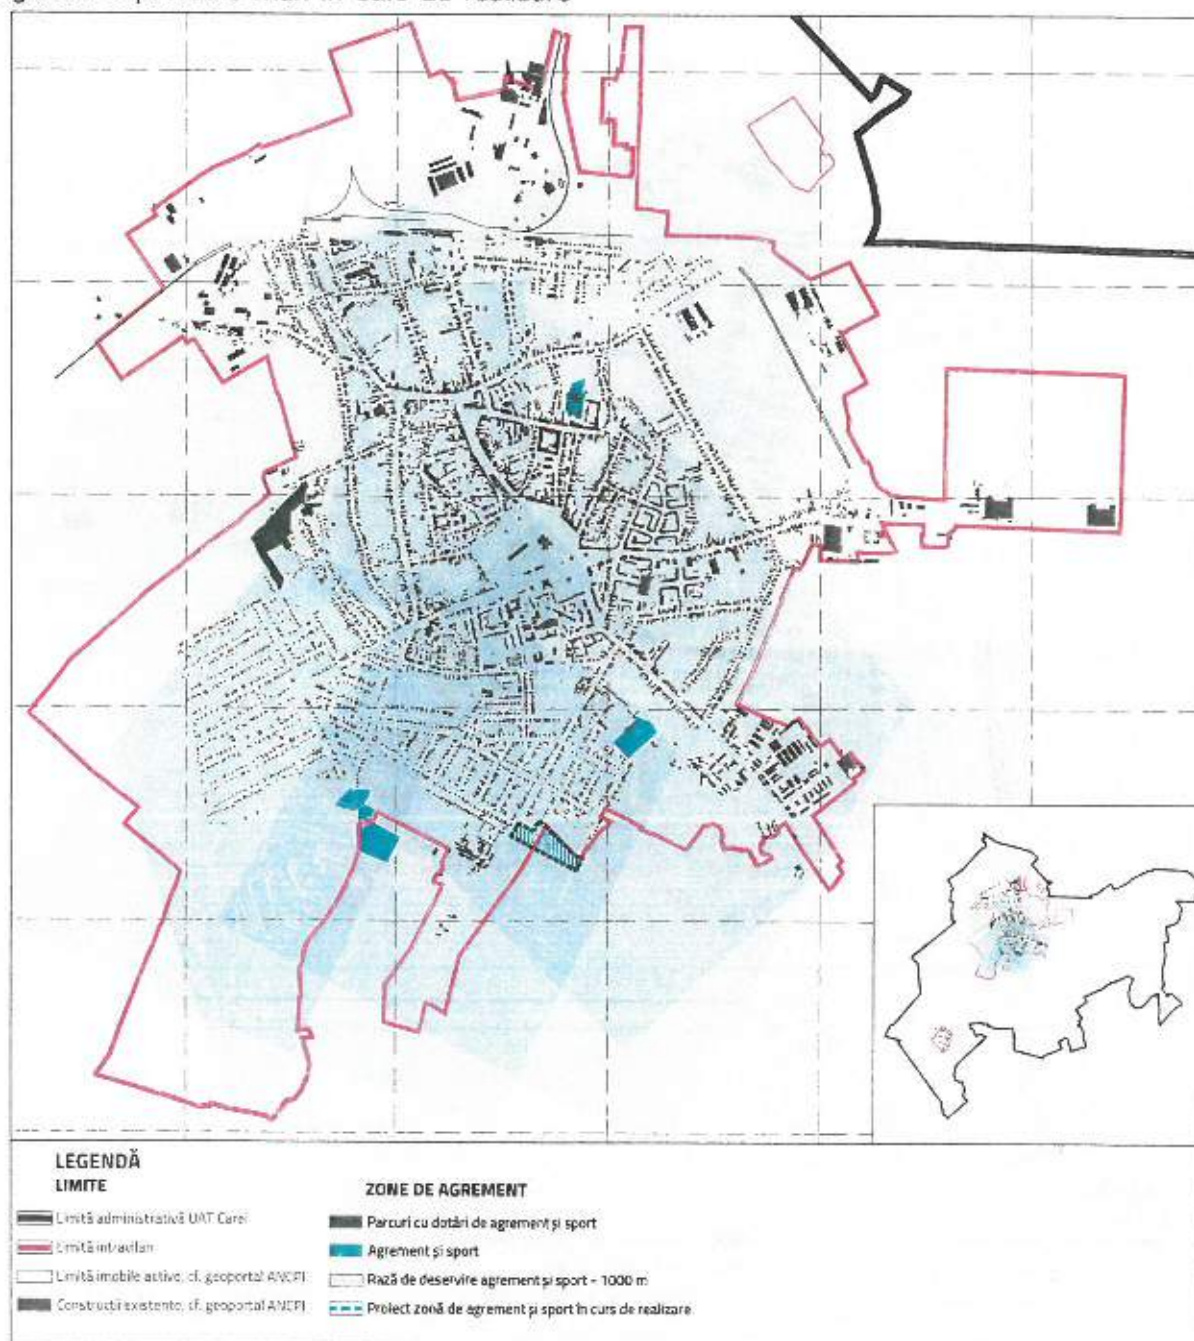 LEGENDĂ
LIMITE
Limită administrativă UAT Carei
Limită intravilan
Limită imobile active, cf. geoportal ANCPI
Construcții existente, cf. geoportal ANCPI
ZONE DE AGREMENT
Parcuri cu dotări de agrement și sport
Agrement și sport
Rază de deservire agrement și sport - 1000 m
Proiect zonă de agrement și sport în curs de realizare